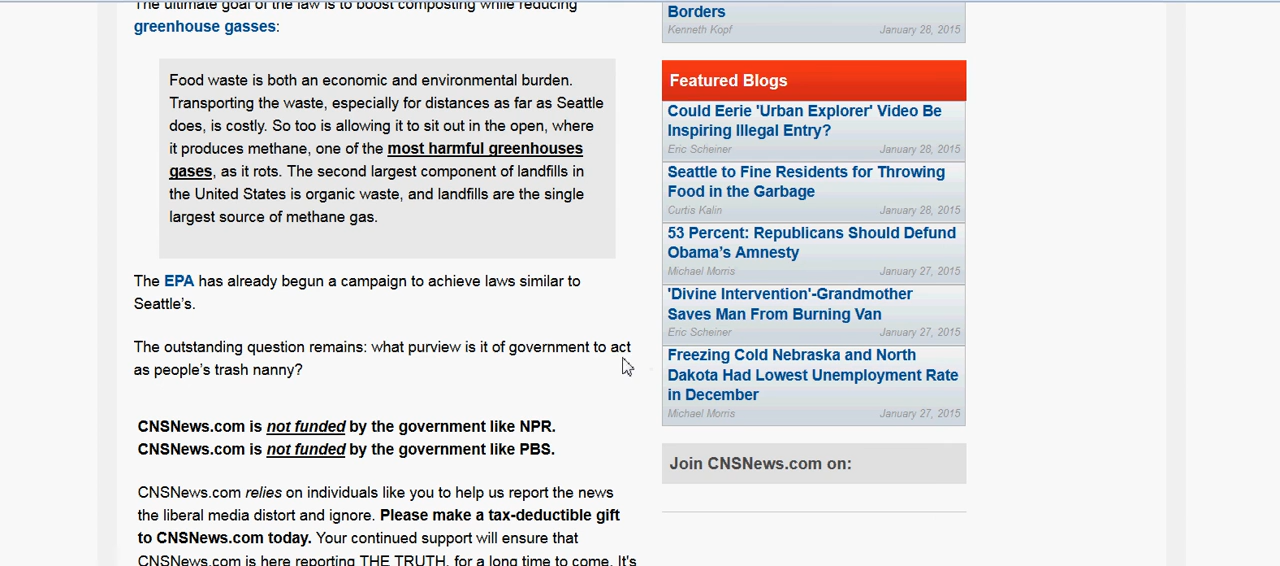 The ultimate goal of the law is to boost composting while reducing
greenhouse gasses:
Food waste is both an economic and environmental burden.
Transporting the waste, especially for distances as far as Seattle
does, is costly. So too is allowing it to sit out in the open, where
it produces methane, one of the most harmful greenhouses
gases, as it rots. The second largest component of landfills in
the United States is organic waste, and landfills are the single
largest source of methane gas.
The EPA has already begun a campaign to achieve laws similar to
Seattle's.
The outstanding question remains: what purview is it of government to act
as people's trash nanny?
CNSNews.com is not funded by the government like NPR.
CNSNews.com is not funded by the government like PBS.
CNSNews.com relies on individuals like you to help us report the news
the liberal media distort and ignore. Please make a tax-deductible gift
to CNSNews.com today. Your continued support will ensure that
CNSNews.com is here reporting THE TRUTH, for a long time to come. It's
Borders
Kenneth Kopf January 28, 2015
Featured Blogs
Could Eerie 'Urban Explorer' Video Be
Inspiring Illegal Entry?
Eric Scheiner January 28, 2015
Seattle to Fine Residents for Throwing
Food in the Garbage
Curtis Kalin January 28, 2015
53 Percent: Republicans Should Defund
Obama's Amnesty
Michael Morris January 27, 2015
'Divine Intervention'-Grandmother
Saves Man From Burning Van
Eric Scheiner January 27, 2015
Freezing Cold Nebraska and North
Dakota Had Lowest Unemployment Rate
in December
Michael Morris January 27, 2015
Join CNSNews.com on: